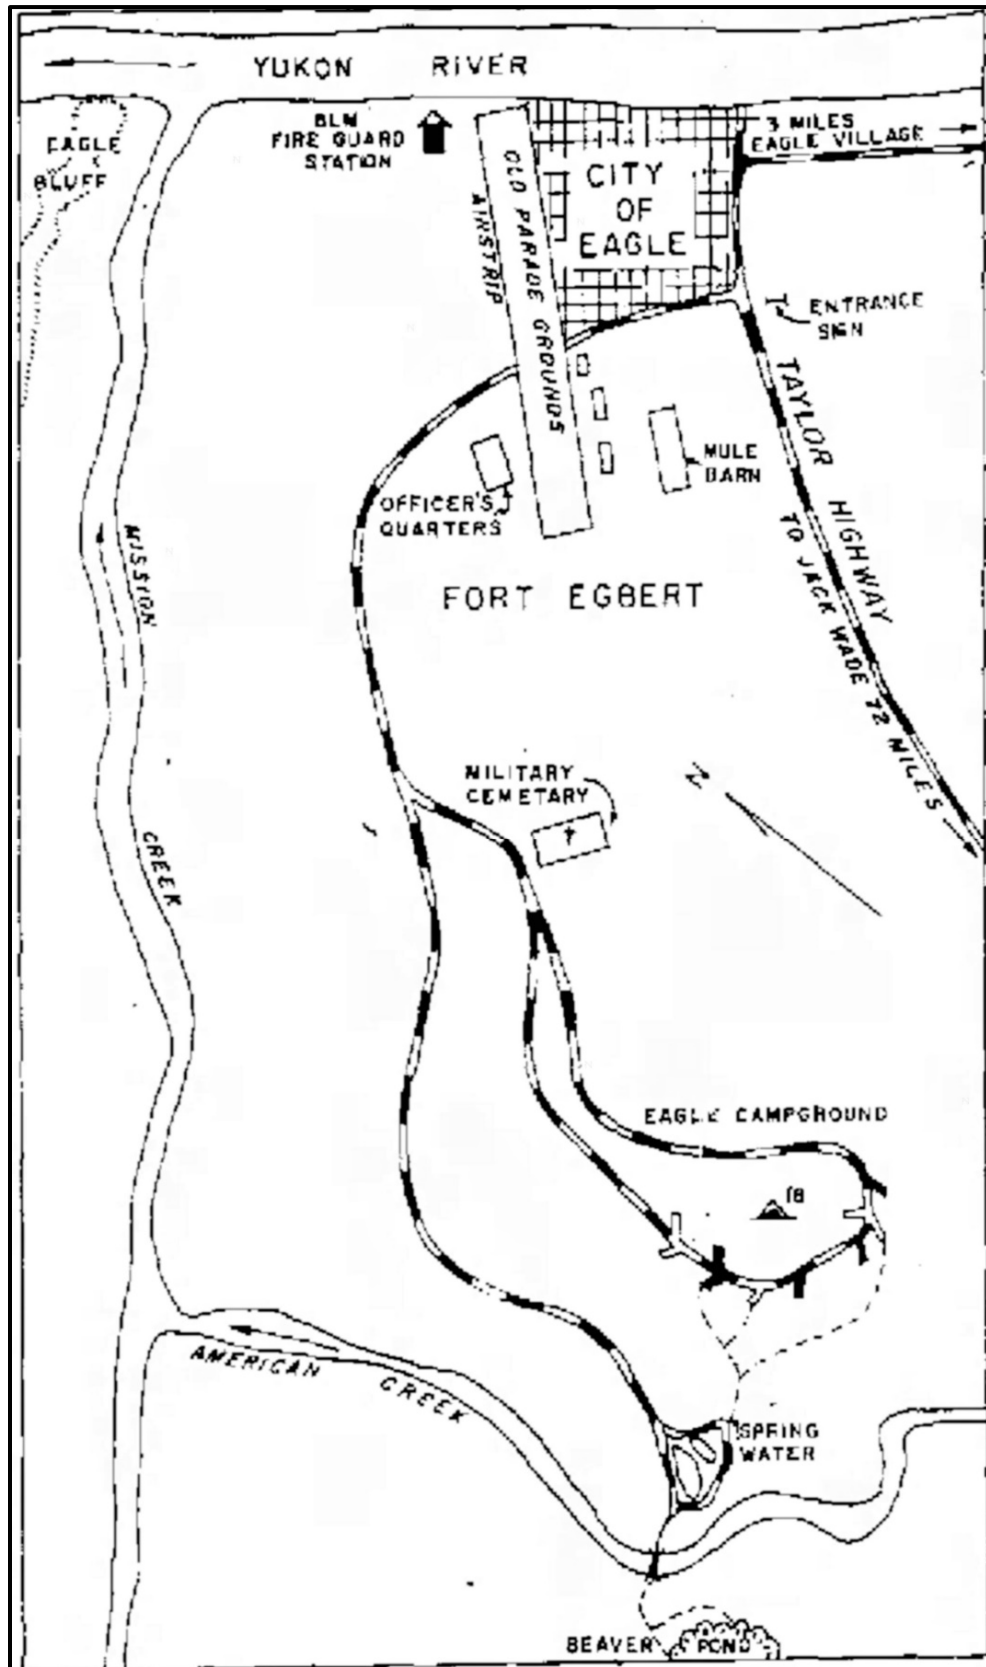 YUKON RIVER
EAGLE
BLUFF
BLM
FIRE GUARD
STATION
OLD PARADE GROUNDS
AIRSTRIP
CITY
OF
EAGLE
3 MILES
EAGLE VILLAGE
ENTRANCE
SIGN
TAYLOR HIGHWAY
TO JACK WADE 72 MILES
MULE
BARN
OFFICER'S
QUARTERS
FORT EGBERT
MISSION CREEK
MILITARY
CEMETARY
N
EAGLE CAMPGROUND
18
AMERICAN CREEK
SPRING
WATER
BEAVER POND